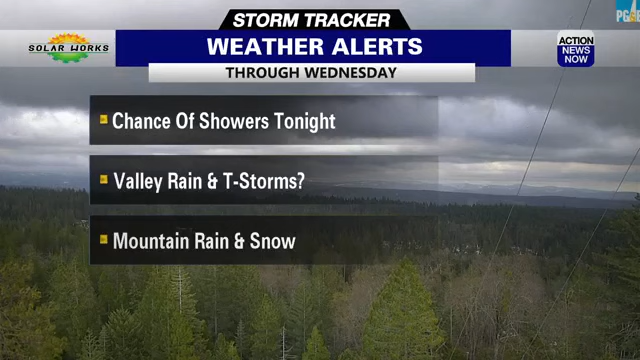 STORM TRACKER
PG&E
SOLAR WORKS
WEATHER ALERTS
ACTION
NEWS
NOW
THROUGH WEDNESDAY
Chance Of Showers Tonight
Valley Rain & T-Storms?
Mountain Rain & Snow